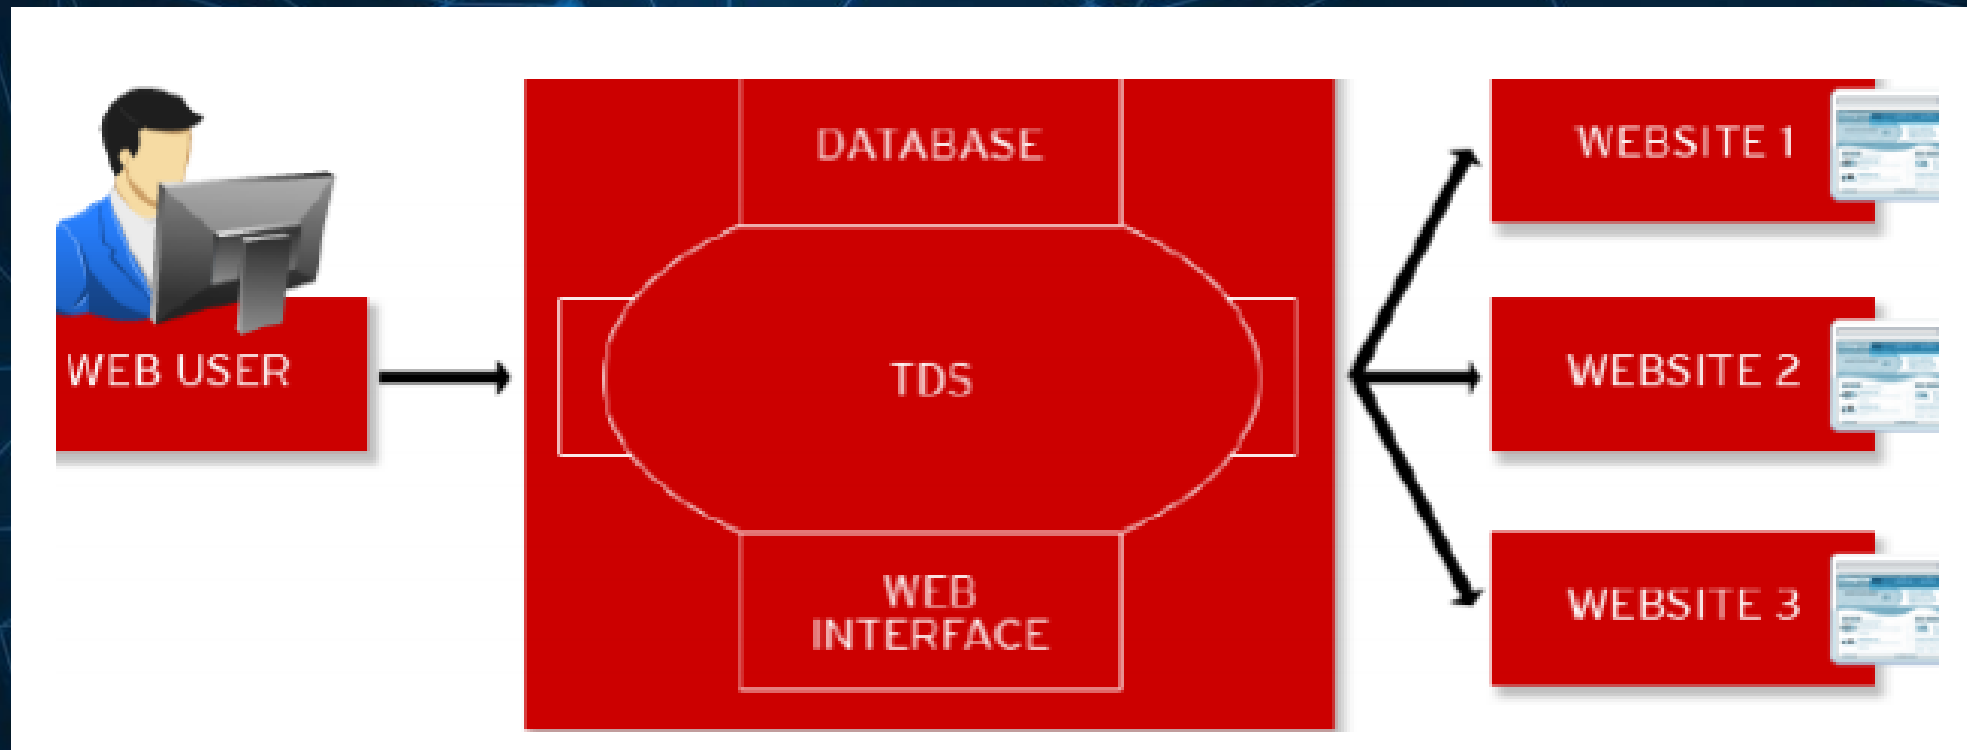 WEB USER
DATABASE
TDS
WEB
INTERFACE
WEBSITE 1
WEBSITE 2
WEBSITE 3